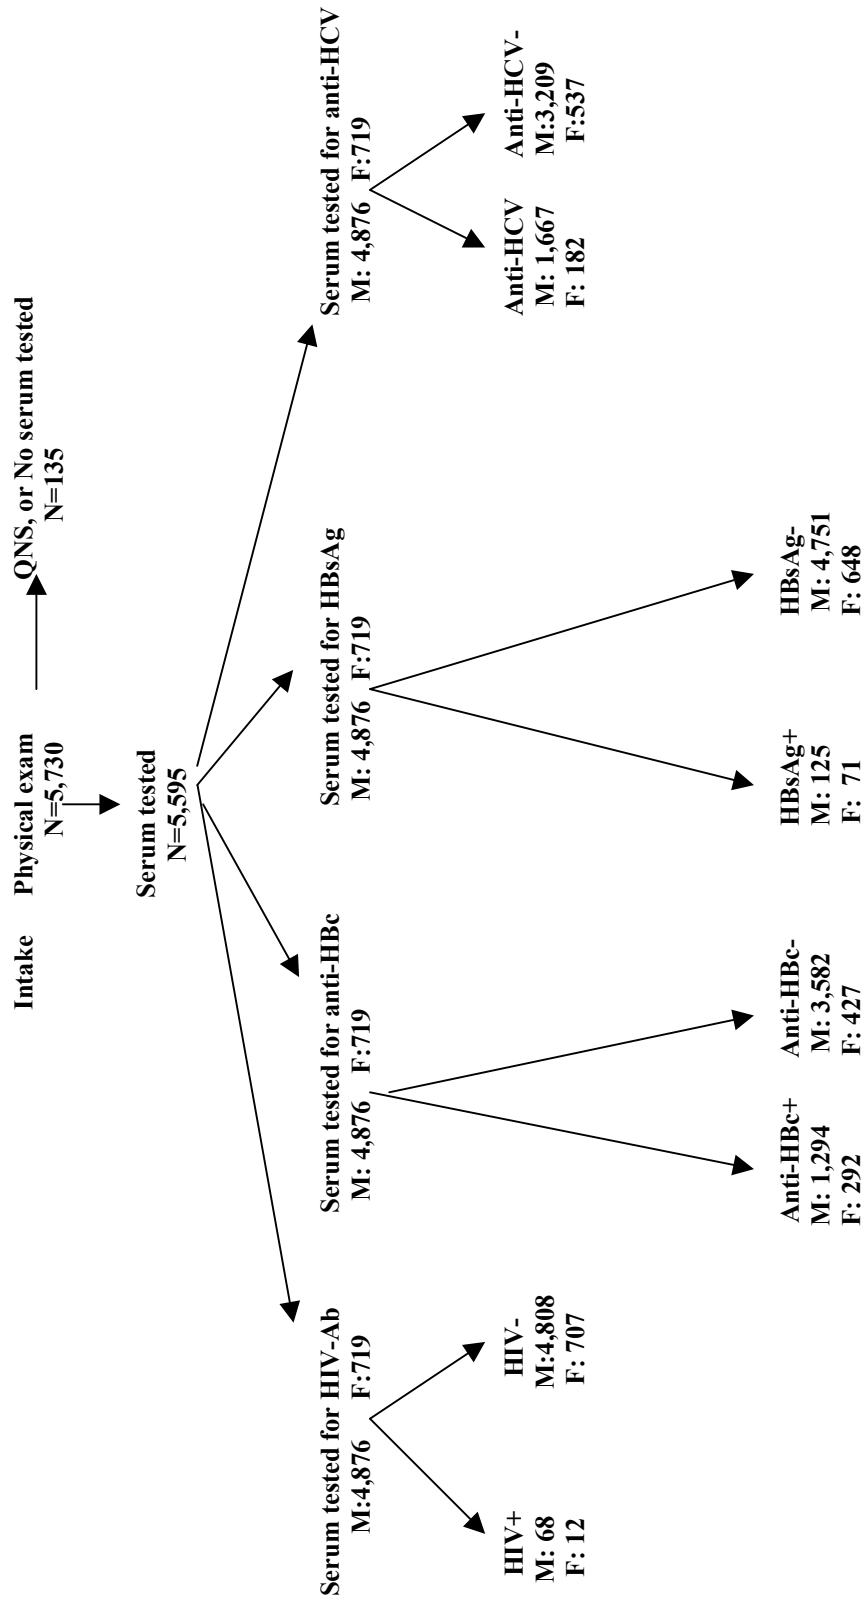 Intake Physical exam
N=5,730
QNS, or No serum tested
N=135
Serum tested
N=5,595
Serum tested for HIV-Ab
M:4,876 F:719
Serum tested for anti-HBc
M: 4,876 F:719
Serum tested for HBsAg
M: 4,876 F:719
Serum tested for anti-HCV
M: 4,876 F:719
HIV+
M: 68
F: 12
HIV-
M:4,808
F: 707
Anti-HCV
M: 1,667
F: 182
Anti-HCV-
M:3,209
F:537
Anti-HBc+
M: 1,294
F: 292
Anti-HBc-
M: 3,582
F: 427
HBsAg+
M: 125
F: 71
HBsAg-
M: 4,751
F: 648